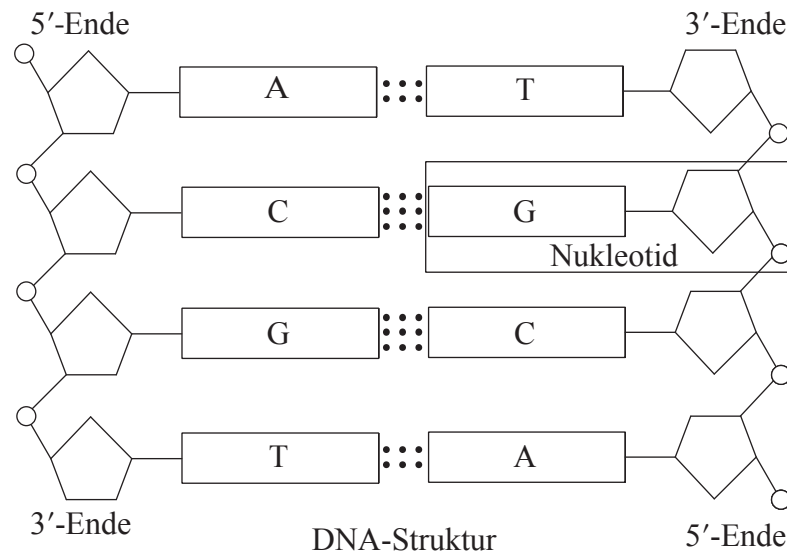 5′-Ende 3′-Ende
A T
C G
Nukleotid
G C
T A
3′-Ende 5′-Ende
DNA-Struktur